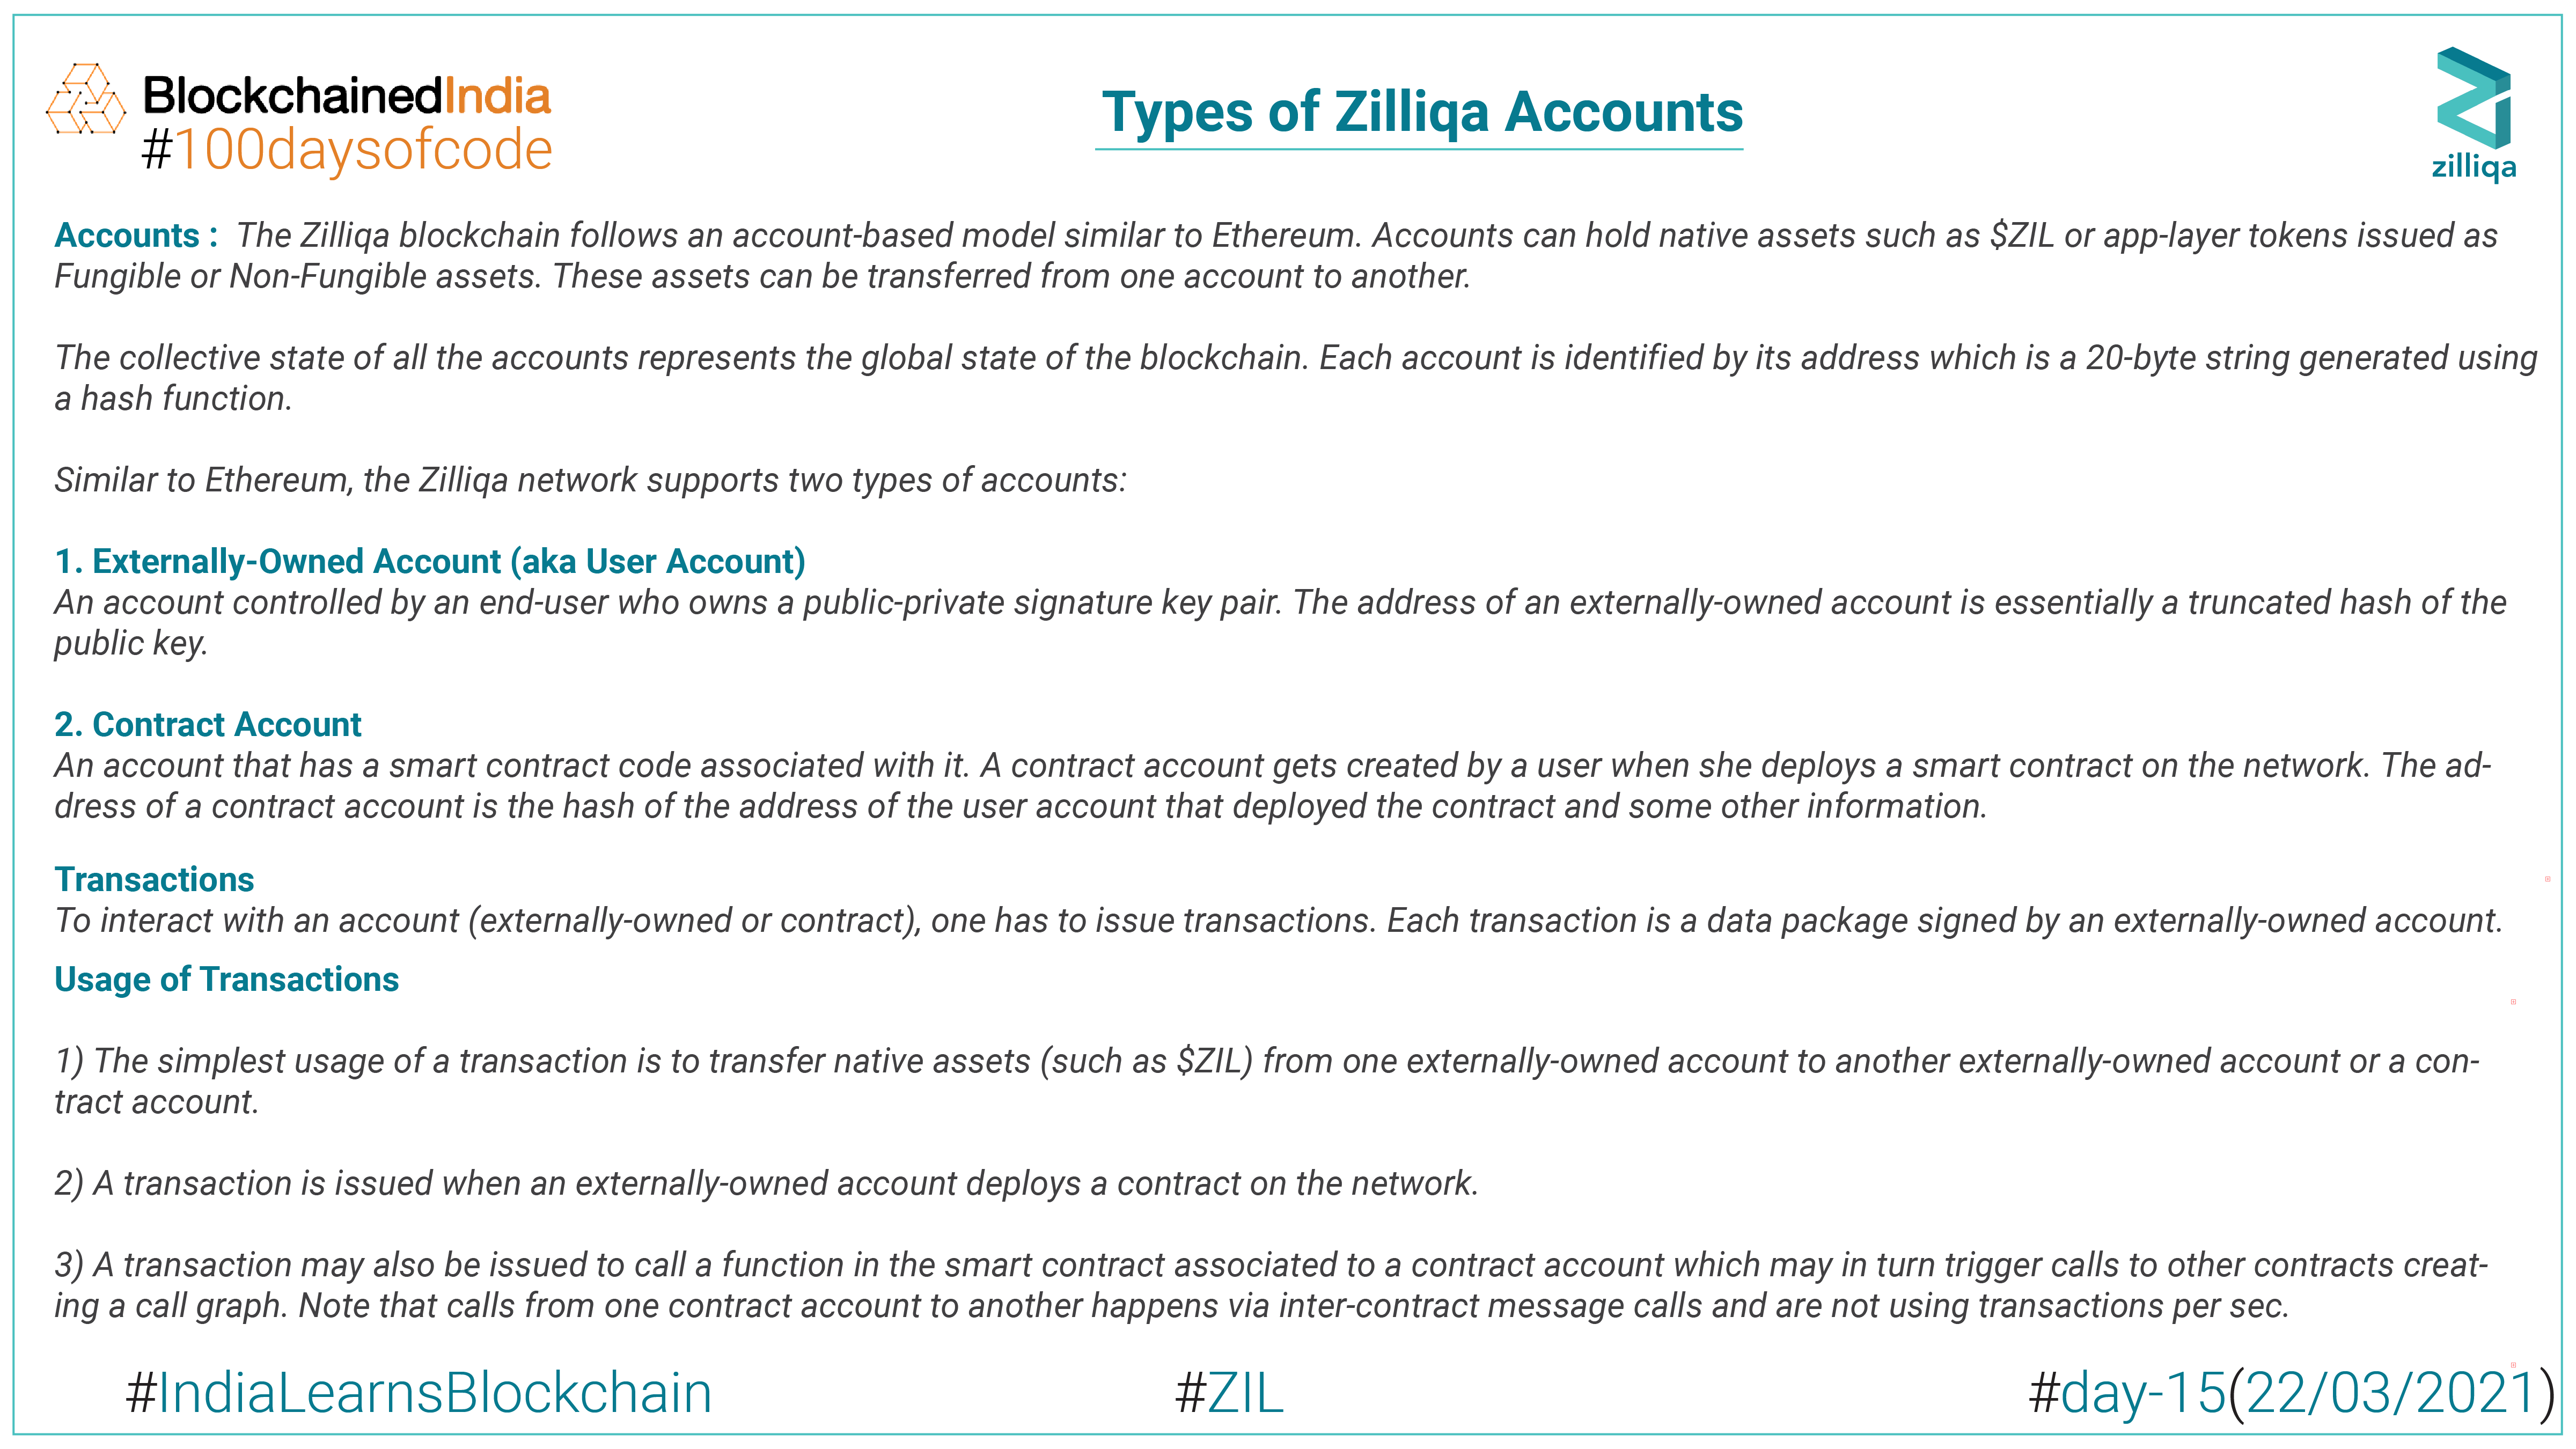 BlockchainedIndia
#100daysofcode
Types of Zilliqa Accounts
zilliqa
Accounts : The Zilliqa blockchain follows an account-based model similar to Ethereum. Accounts can hold native assets such as $ZIL or app-layer tokens issued as
Fungible or Non-Fungible assets. These assets can be transferred from one account to another.
The collective state of all the accounts represents the global state of the blockchain. Each account is identified by its address which is a 20-byte string generated using
a hash function.
Similar to Ethereum, the Zilliqa network supports two types of accounts:
1. Externally-Owned Account (aka User Account)
An account controlled by an end-user who owns a public-private signature key pair. The address of an externally-owned account is essentially a truncated hash of the
public key.
2. Contract Account
An account that has a smart contract code associated with it. A contract account gets created by a user when she deploys a smart contract on the network. The ad-
dress of a contract account is the hash of the address of the user account that deployed the contract and some other information.
Transactions
To interact with an account (externally-owned or contract), one has to issue transactions. Each transaction is a data package signed by an externally-owned account.
Usage of Transactions
1) The simplest usage of a transaction is to transfer native assets (such as $ZIL) from one externally-owned account to another externally-owned account or a con-
tract account.
2) A transaction is issued when an externally-owned account deploys a contract on the network.
3) A transaction may also be issued to call a function in the smart contract associated to a contract account which may in turn trigger calls to other contracts creat-
ing a call graph. Note that calls from one contract account to another happens via inter-contract message calls and are not using transactions per sec.
#IndiaLearnsBlockchain
#ZIL
#day-15(22/03/2021)